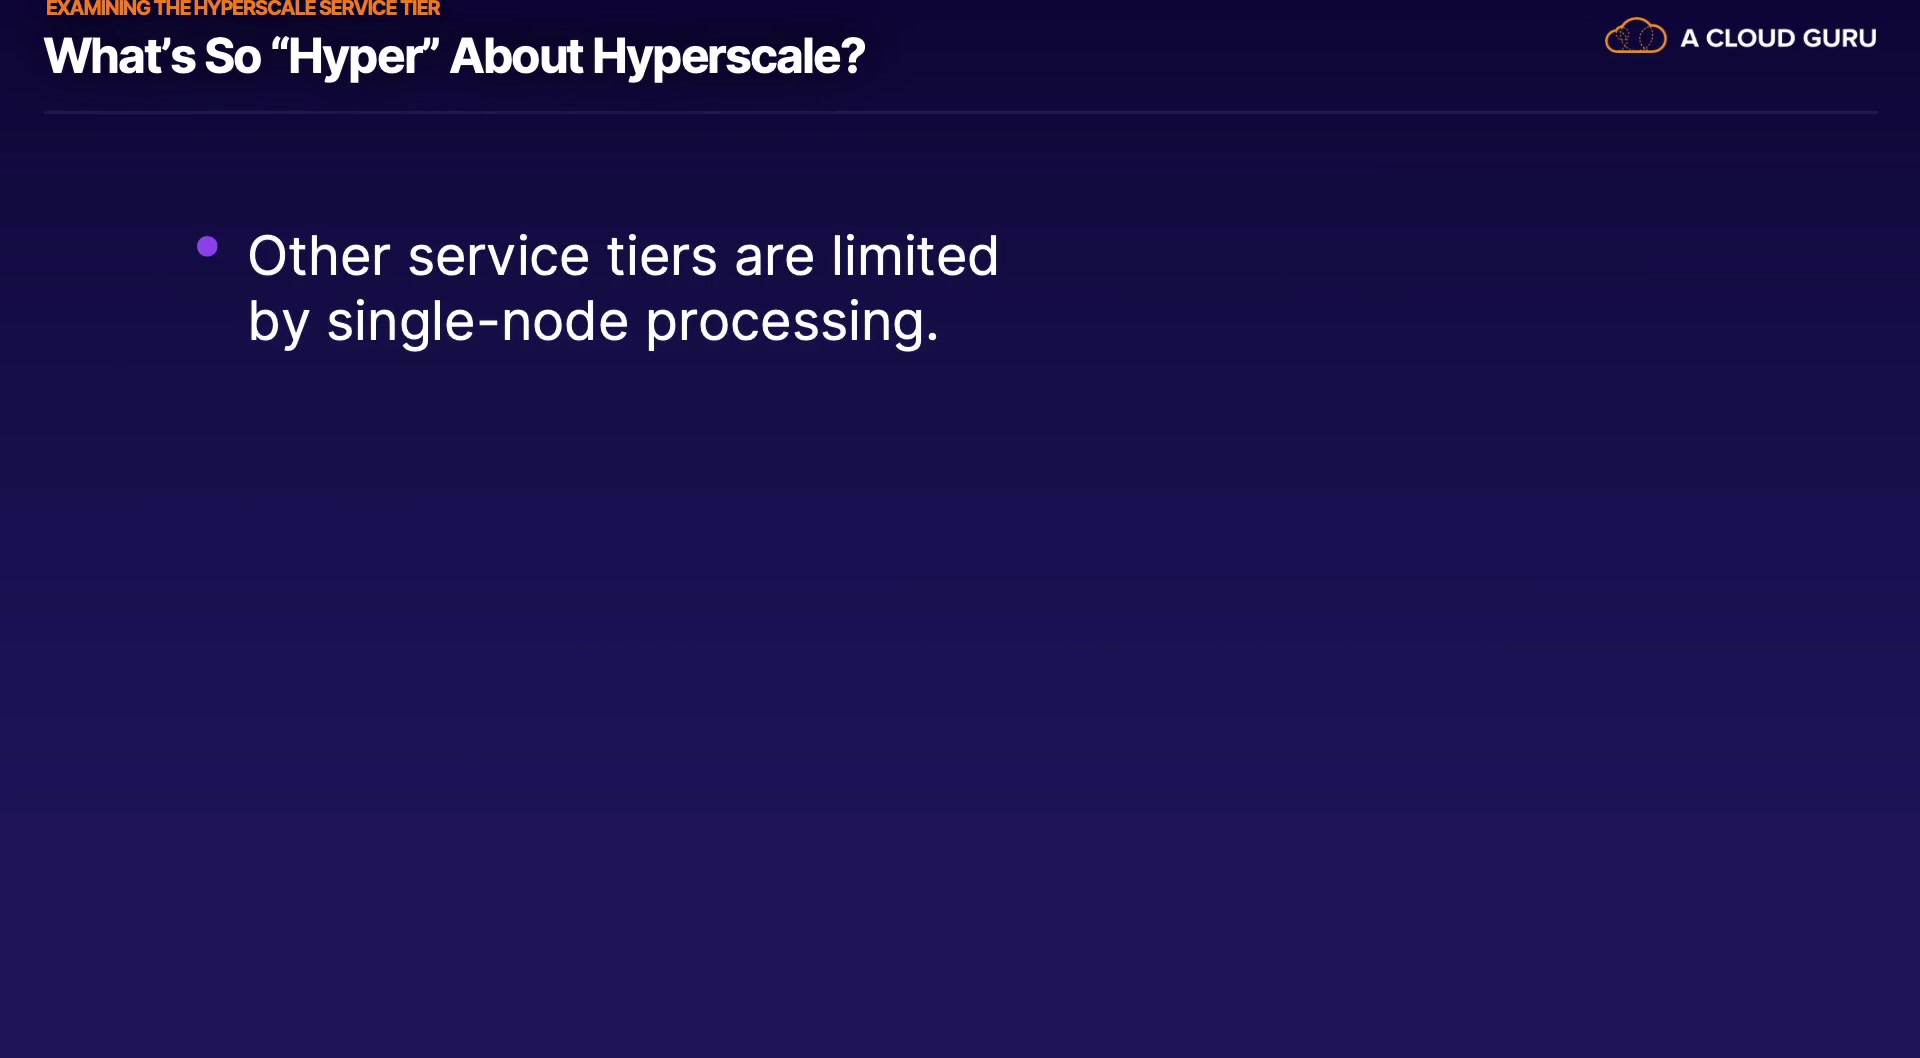 EXAMINING THE HYPERSCALE SERVICE TIER
What’s So “Hyper” About Hyperscale?
A CLOUD GURU
Other service tiers are limited
by single-node processing.